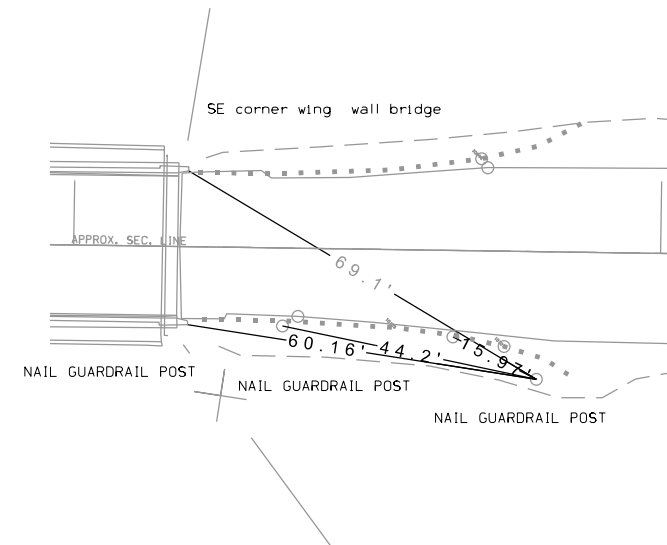 SE corner wing wall bridge
APPROX. SEC. LINE
69.1'
60.16'
44.2'
15.97'
NAIL GUARDRAIL POST
NAIL GUARDRAIL POST
NAIL GUARDRAIL POST